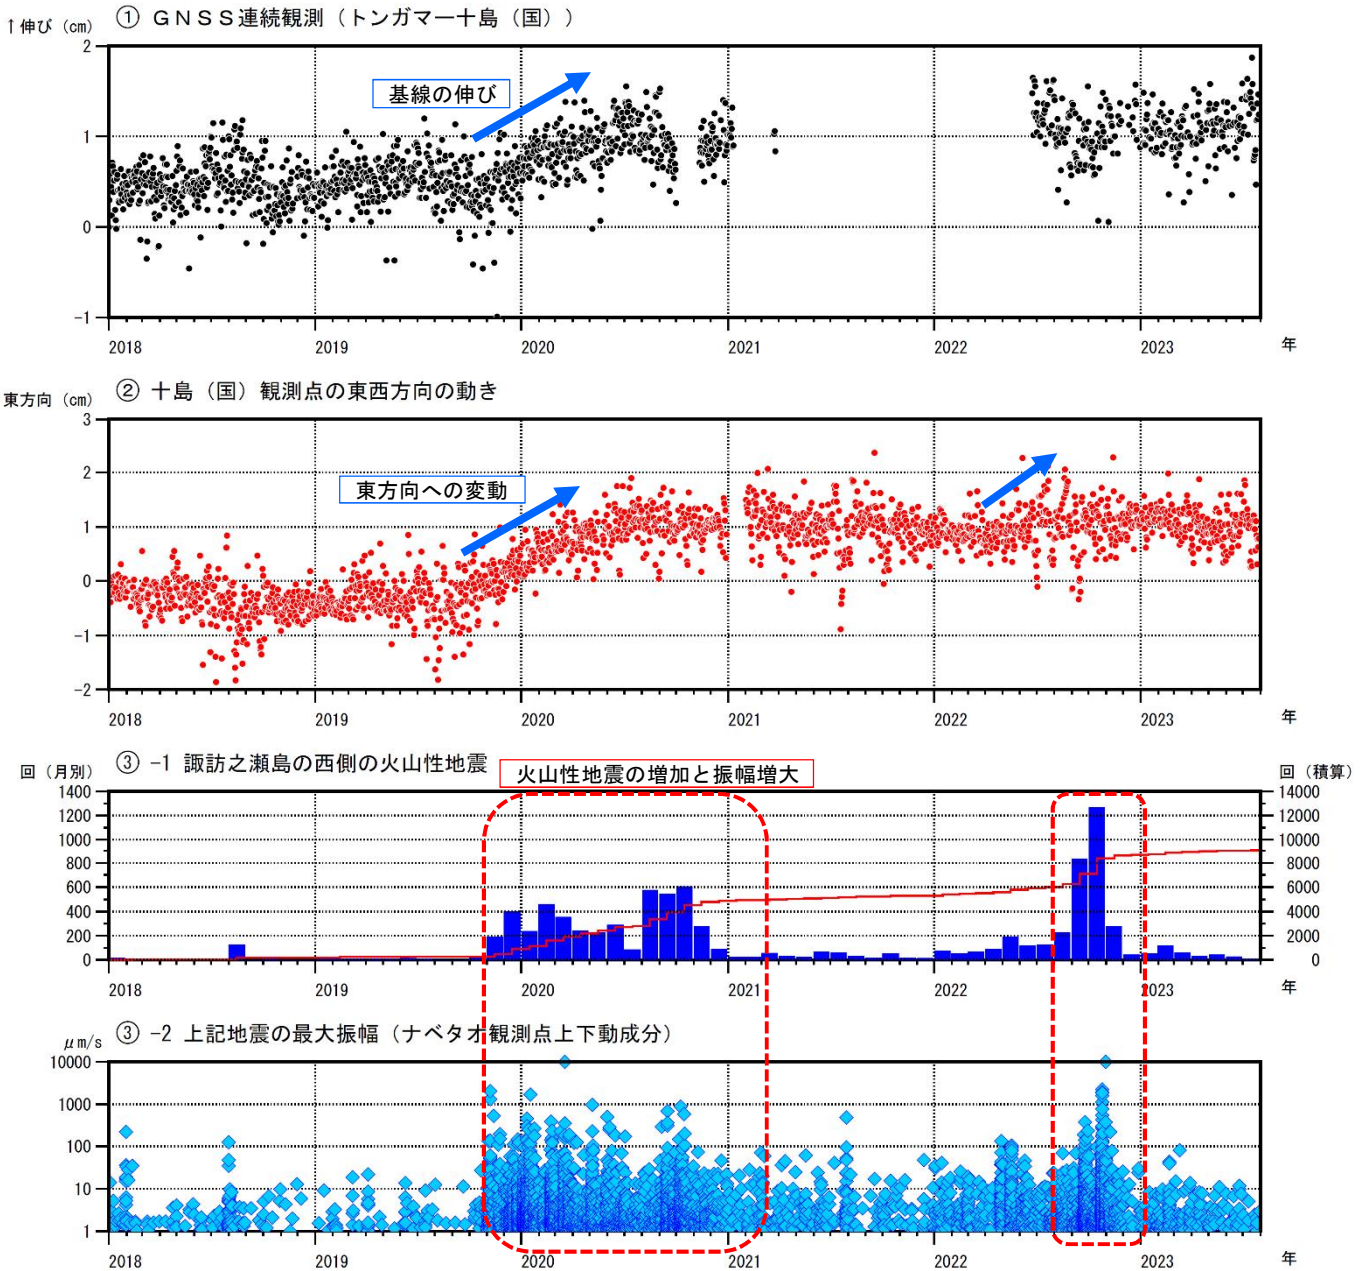 ① ＧＮＳＳ連続観測（トンガマー十島（国））
↑伸び（cm）
2
基線の伸び
1
0
-1
2018 2019 2020 2021 2022 2023 年
② 十島（国）観測点の東西方向の動き
東方向（cm）
3
2
東方向への変動
1
0
-1
-2
2018 2019 2020 2021 2022 2023 年
③ -1 諏訪之瀬島の西側の火山性地震
火山性地震の増加と振幅増大
回（月別） 回（積算）
1400 14000
1200 12000
1000 10000
800 8000
600 6000
400 4000
200 2000
0 0
2018 2019 2020 2021 2022 2023 年
③ -2 上記地震の最大振幅（ナベタオ観測点上下動成分）
μm/s
10000
1000
100
10
1
2018 2019 2020 2021 2022 2023 年